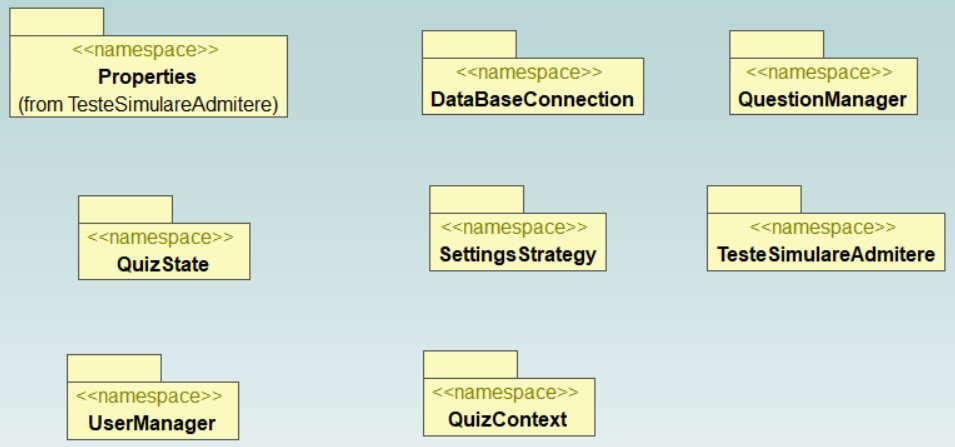 <<namespace>>
Properties
(from TesteSimulareAdmitere)
<<namespace>>
DataBaseConnection
<<namespace>>
QuestionManager
<<namespace>>
QuizState
<<namespace>>
SettingsStrategy
<<namespace>>
TesteSimulareAdmitere
<<namespace>>
UserManager
<<namespace>>
QuizContext